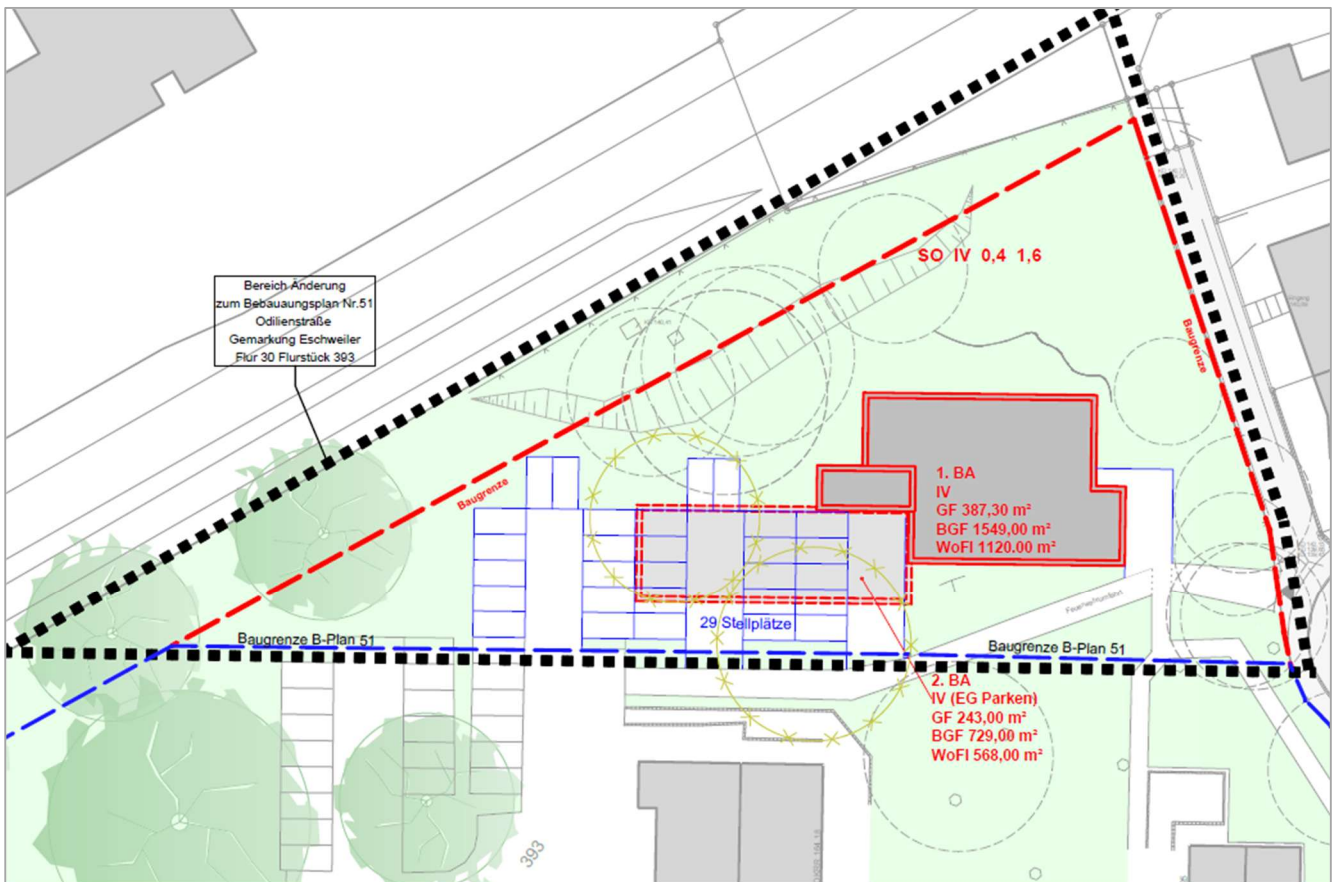 SO IV 0,4 1,6
Bereich Änderung
zum Bebauaungsplan Nr.51
Odilienstraße
Gemarkung Eschweiler
Flur 30 Flurstück 393
Baugrenze
Baugrenze
1. BA
IV
GF 387,30 m²
BGF 1549,00 m²
WoFl 1120.00 m²
Feuerwehrumfahrt
29 Stellplätze
Baugrenze B-Plan 51
Baugrenze B-Plan 51
2. BA
IV (EG Parken)
GF 243,00 m²
BGF 729,00 m²
WoFl 568,00 m²
393